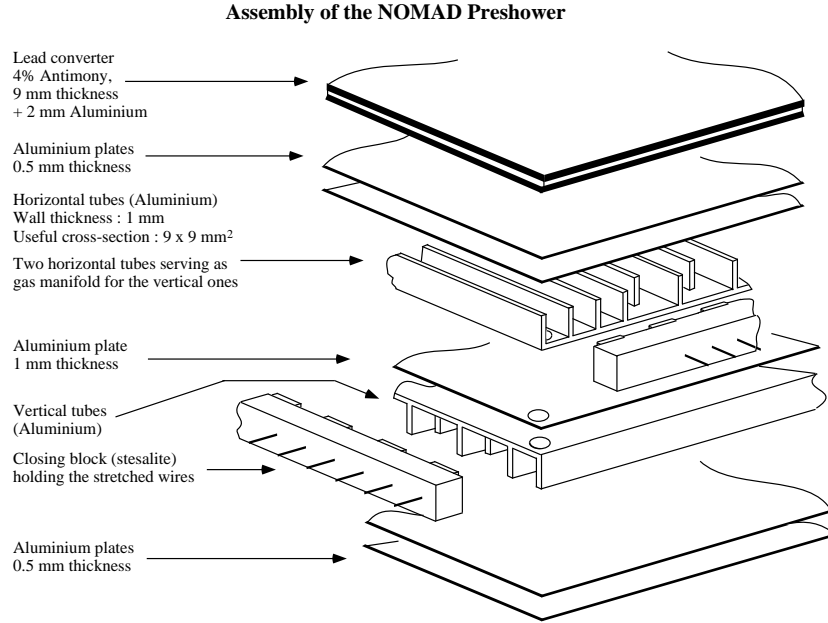 Assembly of the NOMAD Preshower
Lead converter
4% Antimony,
9 mm thickness
+ 2 mm Aluminium
Aluminium plates
0.5 mm thickness
Horizontal tubes (Aluminium)
Wall thickness : 1 mm
Useful cross-section : 9 x 9 mm²
Two horizontal tubes serving as
gas manifold for the vertical ones
Aluminium plate
1 mm thickness
Vertical tubes
(Aluminium)
Closing block (stesalite)
holding the stretched wires
Aluminium plates
0.5 mm thickness